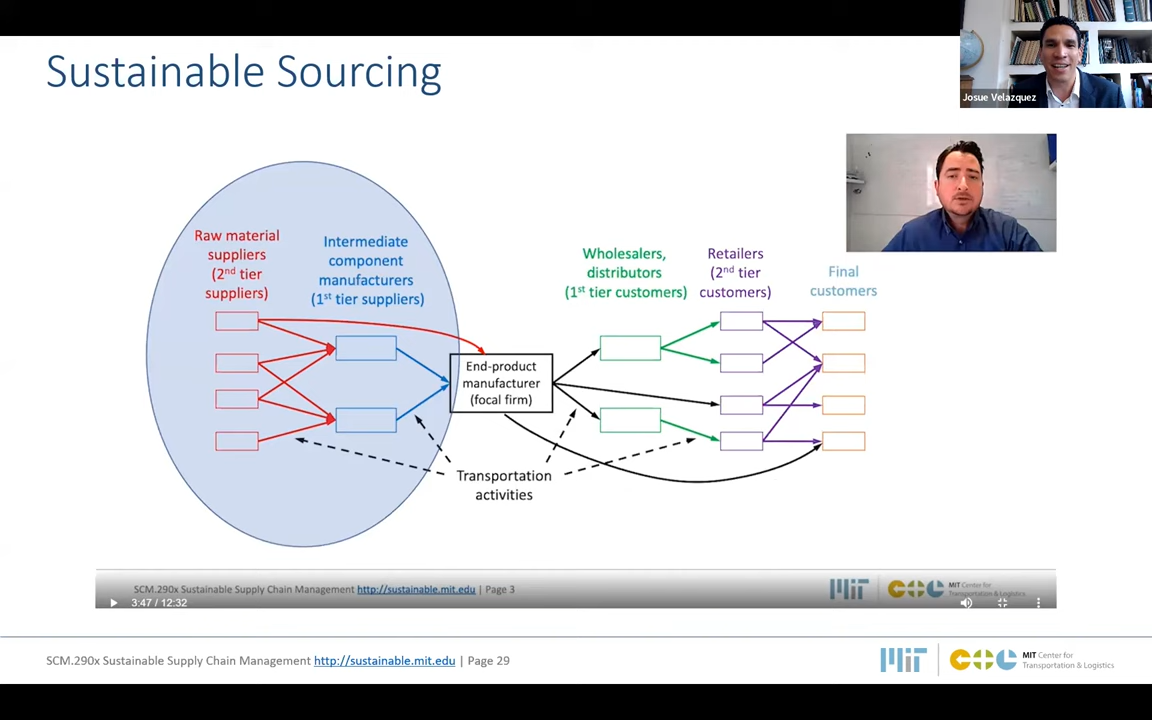 Sustainable Sourcing
Josue Velazquez
Raw material
suppliers
(2nd tier
suppliers)
Intermediate
component
manufacturers
(1st tier suppliers)
End-product
manufacturer
(focal firm)
Wholesalers,
distributors
(1st tier customers)
Retailers
(2nd tier
customers)
Final
customers
Transportation
activities
SCM.290x Sustainable Supply Chain Management http://sustainable.mit.edu | Page 3
MIT Center for
Transportation & Logistics
3:47 / 12:32
SCM.290x Sustainable Supply Chain Management http://sustainable.mit.edu | Page 29
MIT Center for
Transportation & Logistics